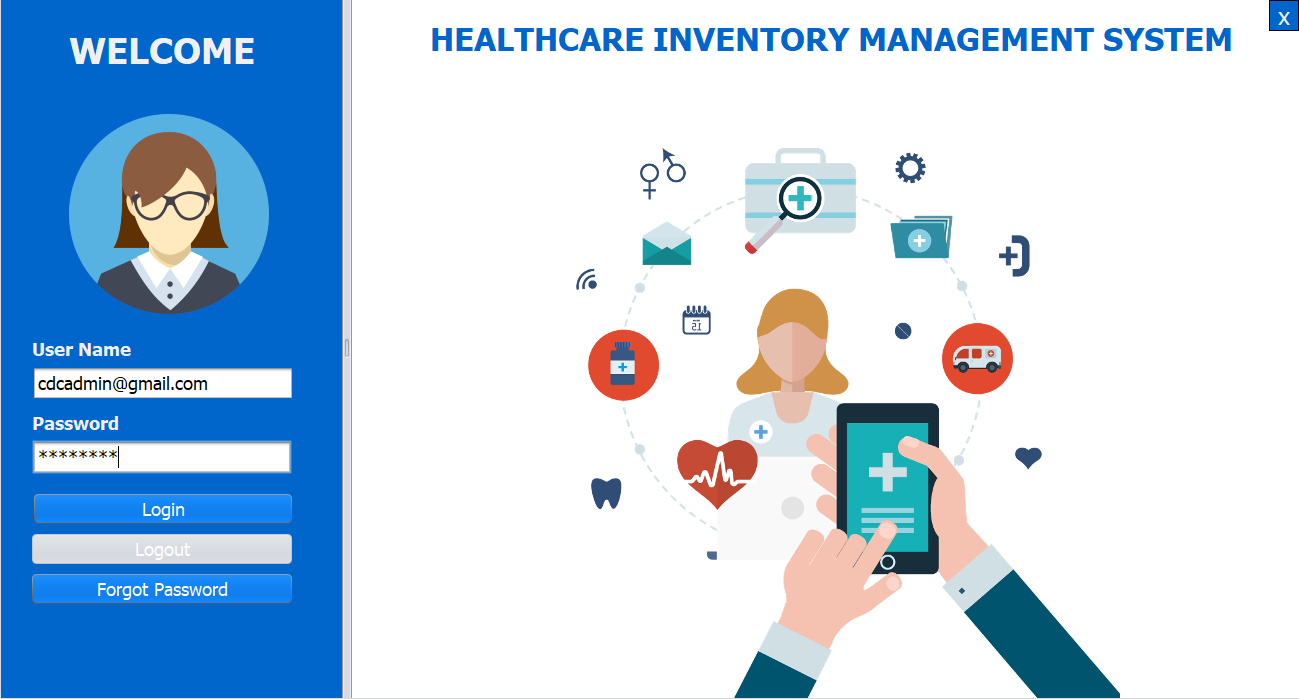 WELCOME
User Name
cdcadmin@gmail.com
Password
********
Login
Logout
Forgot Password
HEALTHCARE INVENTORY MANAGEMENT SYSTEM
X